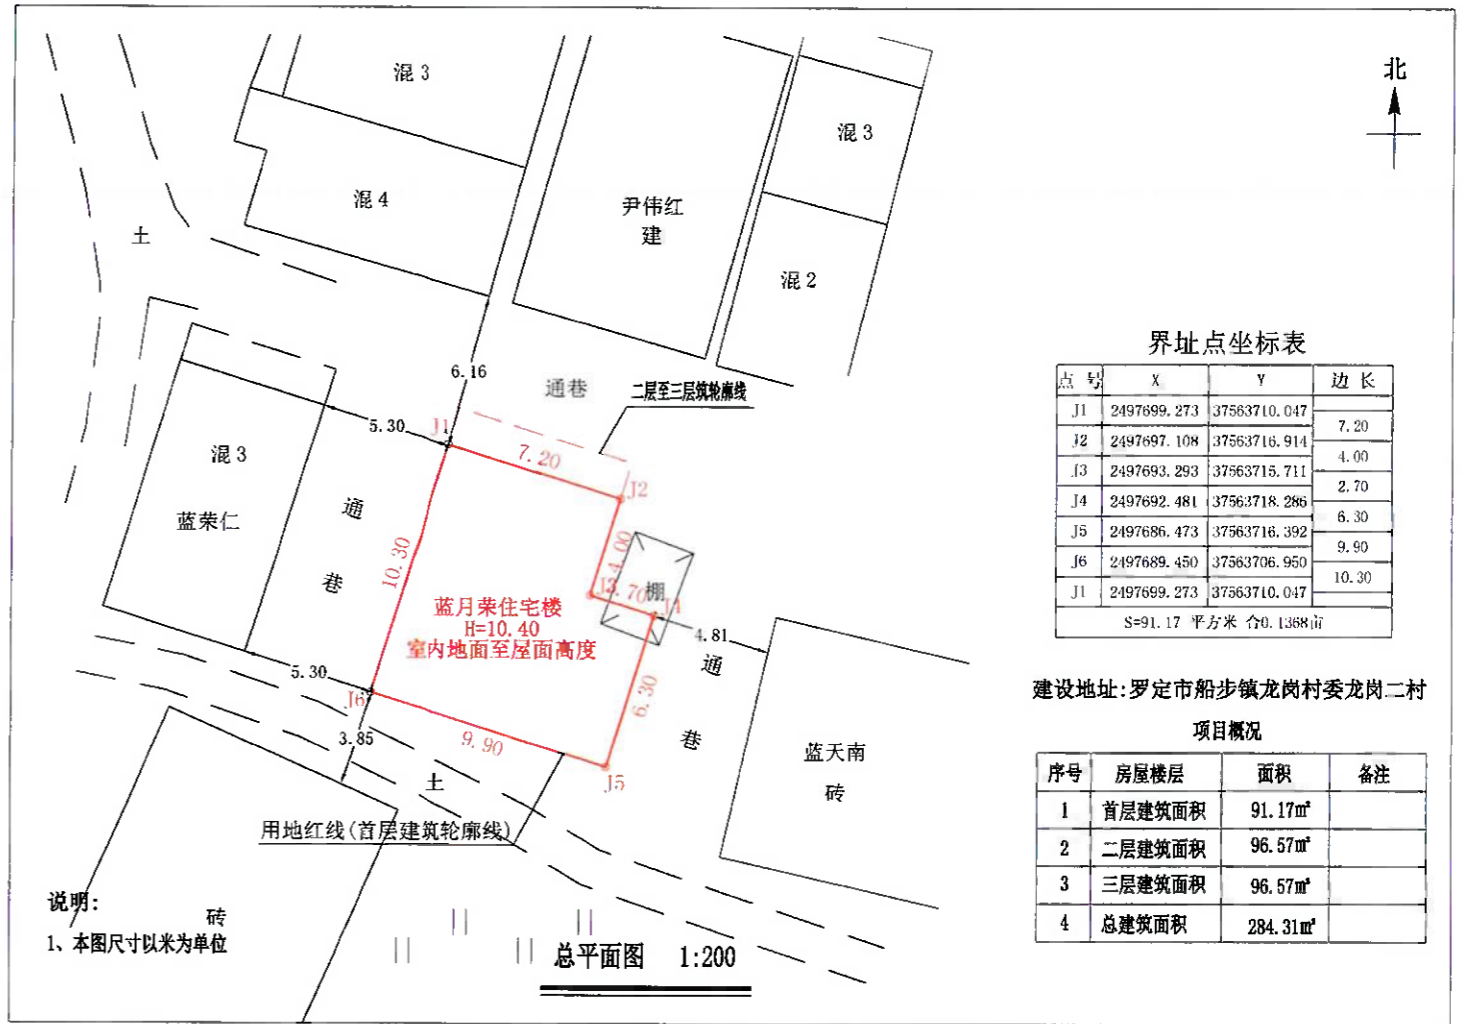 混 3
北
混 3
混 4
尹伟红
建
土
混 2
界址点坐标表
点 号 X Y 边 长
J1 2497699.273 37563710.047
7.20
J2 2497697.108 37563716.914
4.00
J3 2497693.293 37563715.711
2.70
J4 2497692.481 37563718.286
6.30
J5 2497686.473 37563716.392
9.90
J6 2497689.450 37563706.950
10.30
J1 2497699.273 37563710.047
S=91.17 平方米 合0.1368亩
6.16
通巷
二层至三层筑轮廓线
5.30
J1
7.20
J2
混 3
蓝荣仁
通
巷
10.30
4.00
J3
2.70
棚
J4
蓝月荣住宅楼
H=10.40
室内地面至屋面高度
4.81
通
巷
5.30
J6
6.30
3.85
9.90
J5
土
蓝天南
砖
用地红线(首层建筑轮廓线)
建设地址:罗定市船步镇龙岗村委龙岗二村
项目概况
序号 房屋楼层 面积 备注
1 首层建筑面积 91.17㎡
2 二层建筑面积 96.57㎡
3 三层建筑面积 96.57㎡
4 总建筑面积 284.31㎡
说明:
砖
1、本图尺寸以米为单位
总平面图 1:200